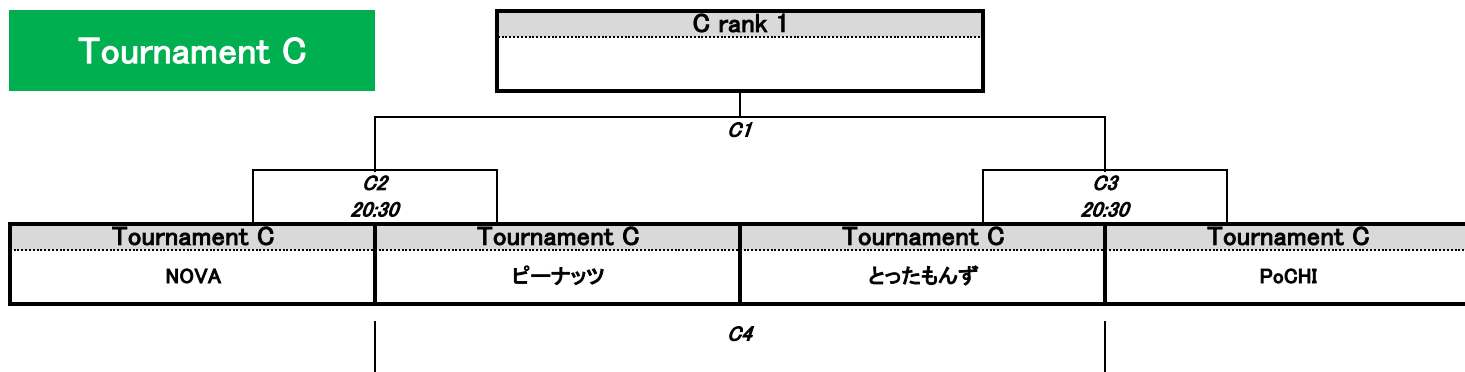 Tournament C
C rank 1
C1
C2
C3
20:30
20:30
Tournament C
Tournament C
Tournament C
Tournament C
NOVA
ピーナッツ
とったもんず
PoCHI
C4